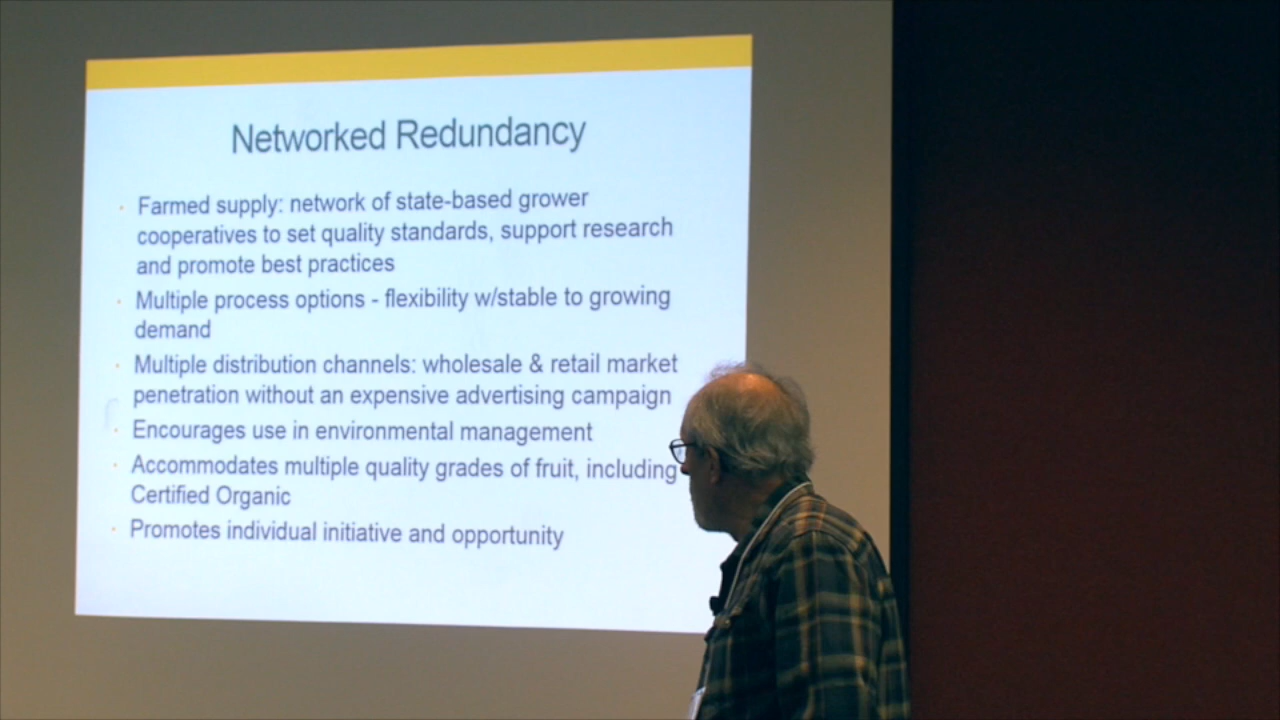 Networked Redundancy
· Farmed supply: network of state-based grower
cooperatives to set quality standards, support research
and promote best practices
· Multiple process options - flexibility w/stable to growing
demand
· Multiple distribution channels: wholesale & retail market
penetration without an expensive advertising campaign
· Encourages use in environmental management
· Accommodates multiple quality grades of fruit, including
Certified Organic
· Promotes individual initiative and opportunity